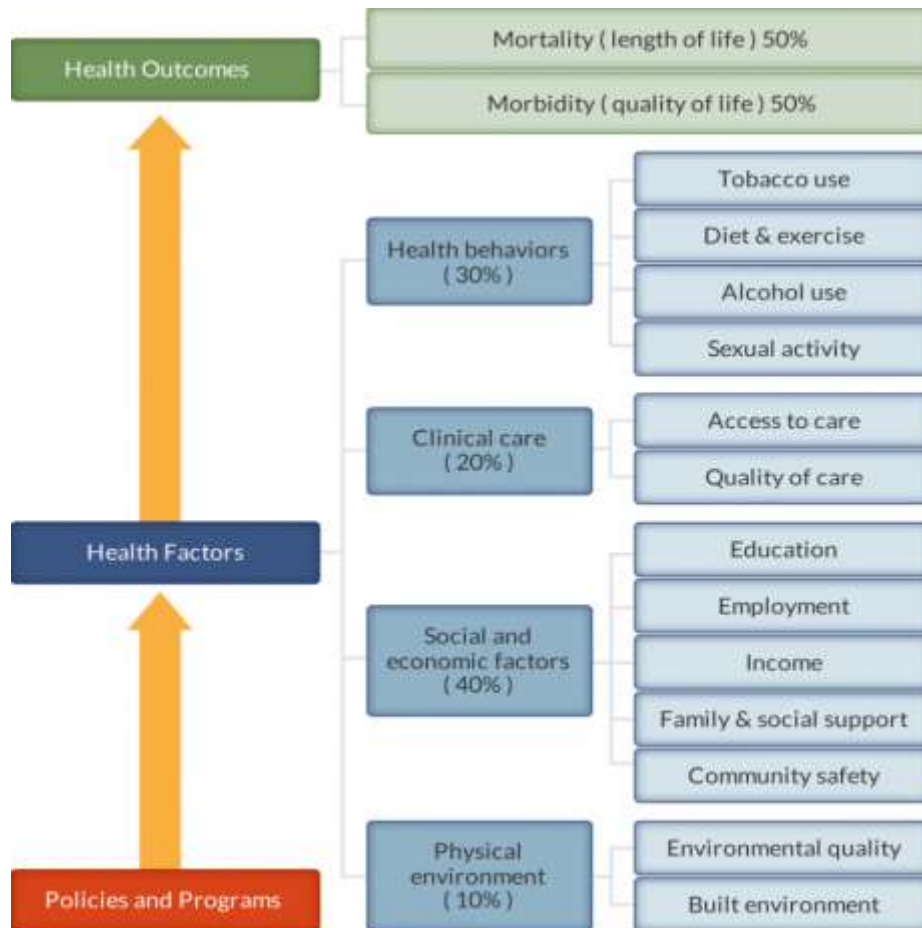 Health Outcomes
Mortality ( length of life ) 50%
Morbidity ( quality of life ) 50%
Health Factors
Health behaviors
( 30% )
Tobacco use
Diet & exercise
Alcohol use
Sexual activity
Clinical care
( 20% )
Access to care
Quality of care
Social and
economic factors
( 40% )
Education
Employment
Income
Family & social support
Community safety
Physical
environment
( 10% )
Environmental quality
Built environment
Policies and Programs